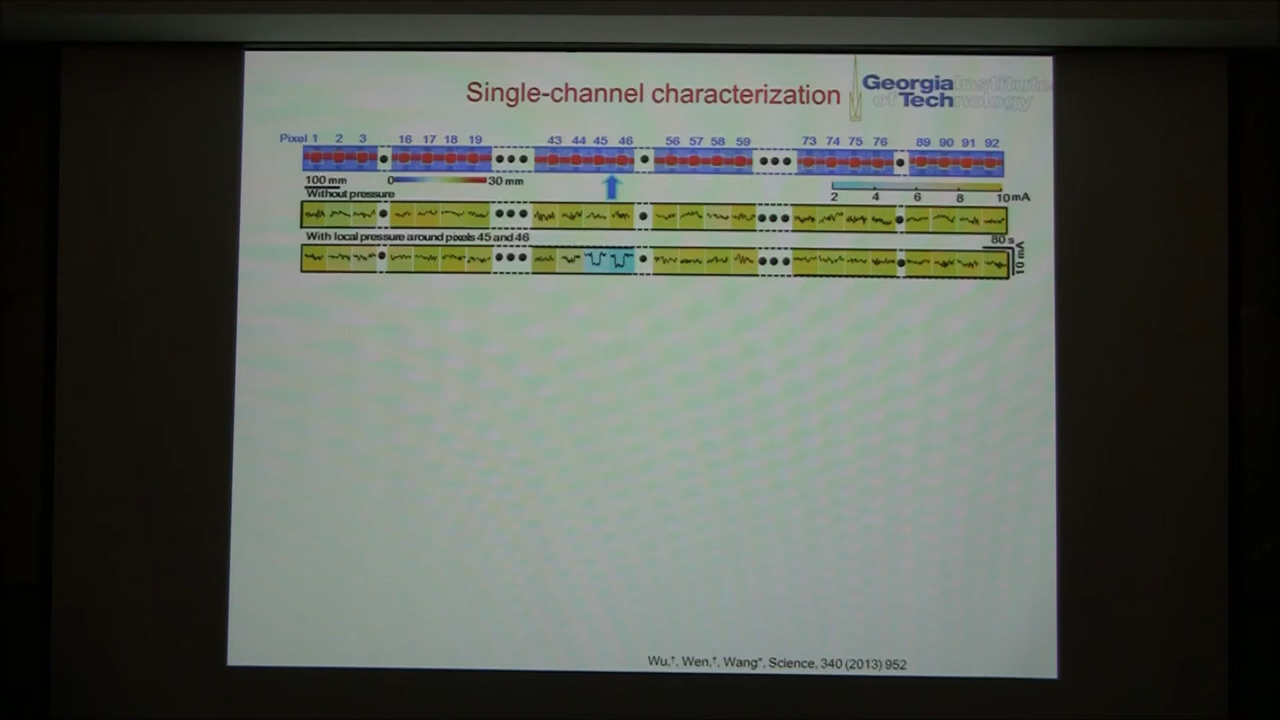 Single-channel characterization
Georgia Institute
of Technology
Pixel 1 2 3 16 17 18 19 43 44 45 46 56 57 58 59 73 74 75 76 89 90 91 92
100 mm 0 30 mm
2 4 6 8 10 mA
Without pressure
With local pressure around pixels 45 and 46
80 s
10 mA
Wu,†, Wen,†, Wang*, Science, 340 (2013) 952